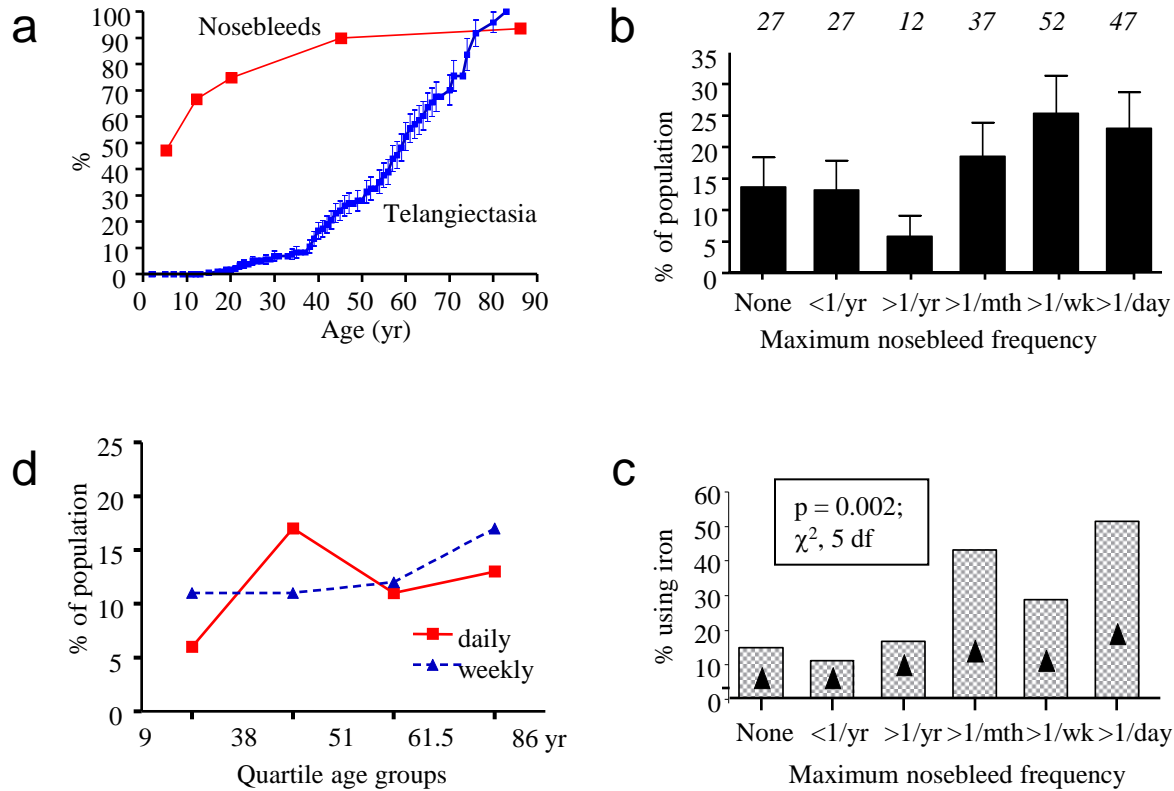 a
Nosebleeds
Telangiectasia
%
100
90
80
70
60
50
40
30
20
10
0
0 10 20 30 40 50 60 70 80 90
Age (yr)
b
27 27 12 37 52 47
% of population
35
30
25
20
15
10
5
0
None <1/yr >1/yr >1/mth >1/wk >1/day
Maximum nosebleed frequency
d
% of population
25
20
15
10
5
0
daily
weekly
9 38 51 61.5 86 yr
Quartile age groups
c
p = 0.002;
χ², 5 df
% using iron
60
50
40
30
20
10
0
None <1/yr >1/yr >1/mth >1/wk >1/day
Maximum nosebleed frequency